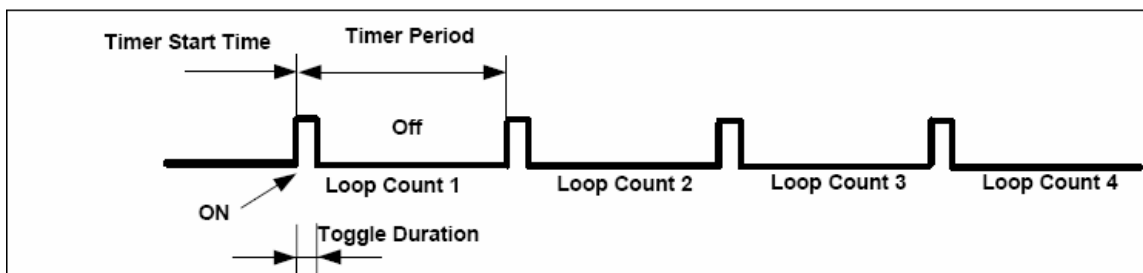 Timer Period
Timer Start Time
Off
Loop Count 1
Loop Count 2
Loop Count 3
Loop Count 4
ON
Toggle Duration